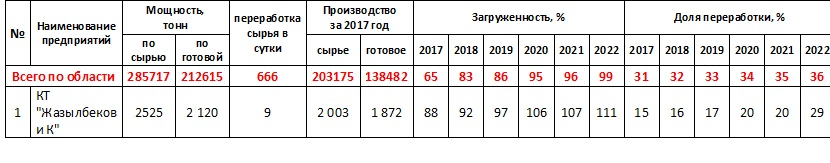 № Наименование предприятий Мощность, тонн переработка сырья в сутки Производство за 2017 год Загруженность, % Доля переработки, %
по сырью по готовой сырье готовое 2017 2018 2019 2020 2021 2022 2017 2018 2019 2020 2021 2022
Всего по области 285717 212615 666 203175 138482 65 83 86 95 96 99 31 32 33 34 35 36
1 КТ "Жазылбеков и К" 2525 2 120 9 2 003 1 872 88 92 97 106 107 111 15 16 17 20 20 29